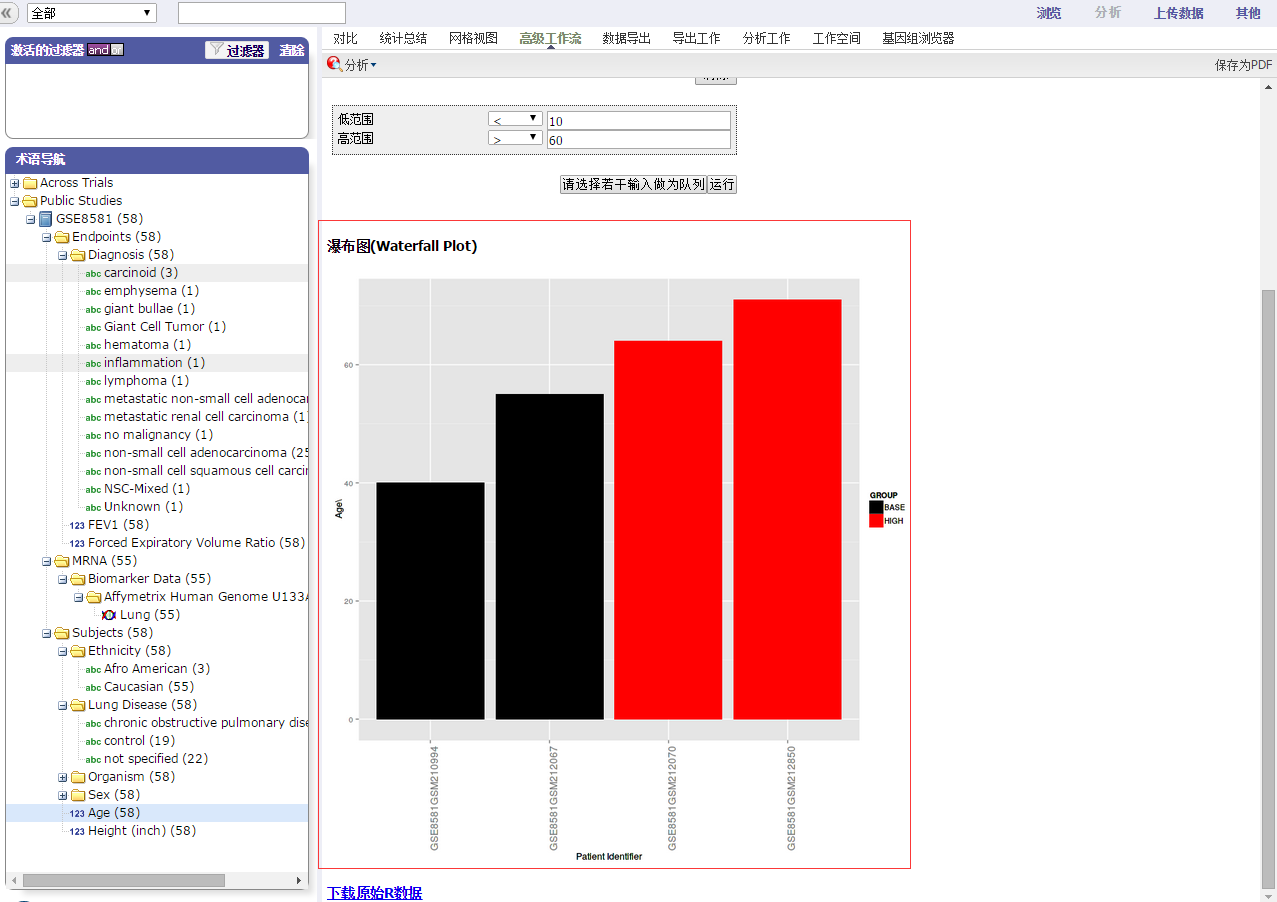 全部
浏览 分析 上传数据 其他
激活的过滤器 and or 过滤器 清除
对比 统计总结 网格视图 高级工作流 数据导出 导出工作 分析工作 工作空间 基因组浏览器
分析 保存为PDF
低范围 < 10
高范围 > 60
请选择若干输入做为队列 运行
术语导航
Across Trials
Public Studies
GSE8581 (58)
Endpoints (58)
Diagnosis (58)
abc carcinoid (3)
abc emphysema (1)
abc giant bullae (1)
abc Giant Cell Tumor (1)
abc hematoma (1)
abc inflammation (1)
abc lymphoma (1)
abc metastatic non-small cell adenocar
abc metastatic renal cell carcinoma (1
abc no malignancy (1)
abc non-small cell adenocarcinoma (25
abc non-small cell squamous cell carcin
abc NSC-Mixed (1)
abc Unknown (1)
123 FEV1 (58)
123 Forced Expiratory Volume Ratio (58)
MRNA (55)
Biomarker Data (55)
Affymetrix Human Genome U133A
Lung (55)
Subjects (58)
Ethnicity (58)
abc Afro American (3)
abc Caucasian (55)
Lung Disease (58)
abc chronic obstructive pulmonary dise
abc control (19)
abc not specified (22)
Organism (58)
Sex (58)
123 Age (58)
123 Height (inch) (58)
瀑布图(Waterfall Plot)
60
40
20
0
Age\
GROUP
BASE
HIGH
GSE8581GSM210994
GSE8581GSM212067
GSE8581GSM212070
GSE8581GSM212850
Patient Identifier
下载原始R数据